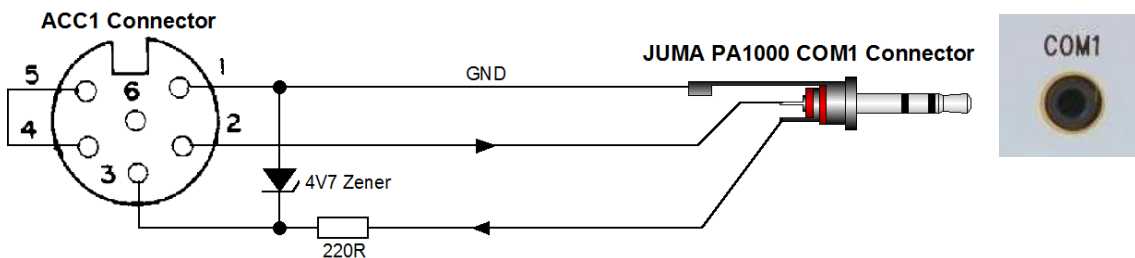 ACC1 Connector
5
6
1
4
2
3
GND
4V7 Zener
220R
JUMA PA1000 COM1 Connector
COM1